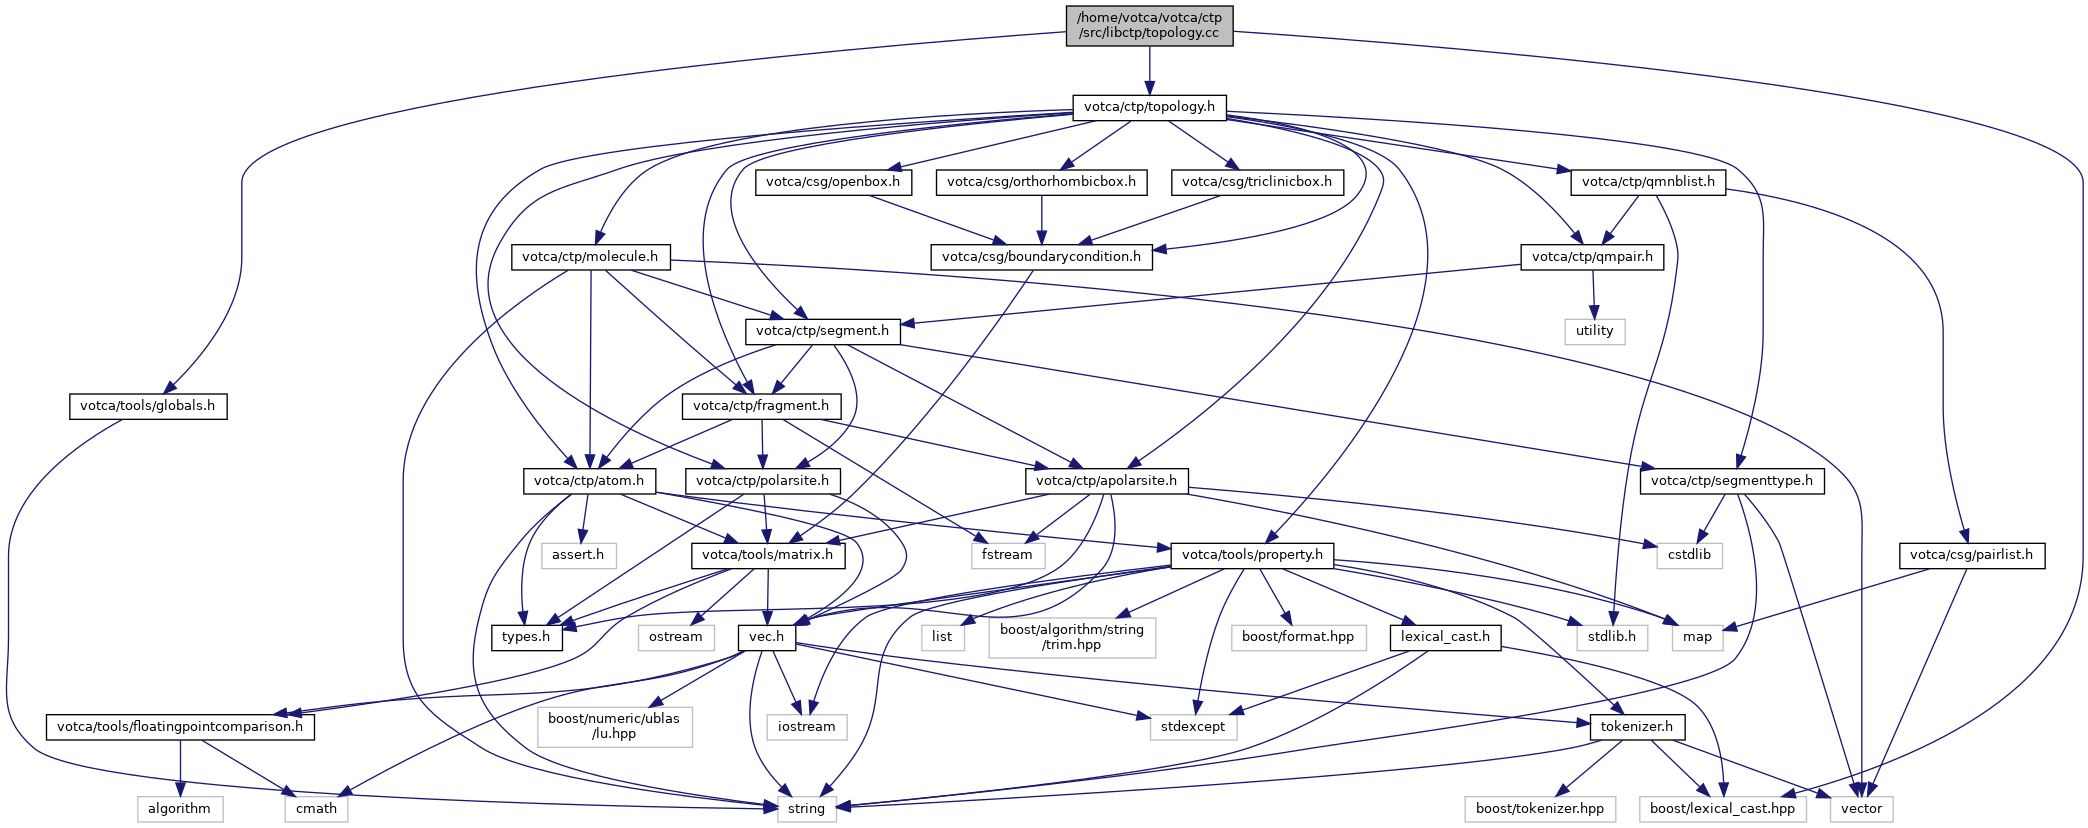 /home/votca/votca/ctp
/src/libctp/topology.cc
votca/ctp/topology.h
votca/csg/openbox.h
votca/csg/orthorhombicbox.h
votca/csg/triclinicbox.h
votca/ctp/qmnblist.h
votca/ctp/molecule.h
votca/csg/boundarycondition.h
votca/ctp/qmpair.h
votca/ctp/segment.h
utility
votca/tools/globals.h
votca/ctp/fragment.h
votca/ctp/atom.h
votca/ctp/polarsite.h
votca/ctp/apolarsite.h
votca/ctp/segmenttype.h
assert.h
votca/tools/matrix.h
fstream
votca/tools/property.h
cstdlib
votca/csg/pairlist.h
types.h
ostream
vec.h
list
boost/algorithm/string
/trim.hpp
boost/format.hpp
lexical_cast.h
stdlib.h
map
votca/tools/floatingpointcomparison.h
boost/numeric/ublas
/lu.hpp
iostream
stdexcept
tokenizer.h
algorithm
cmath
string
boost/tokenizer.hpp
boost/lexical_cast.hpp
vector